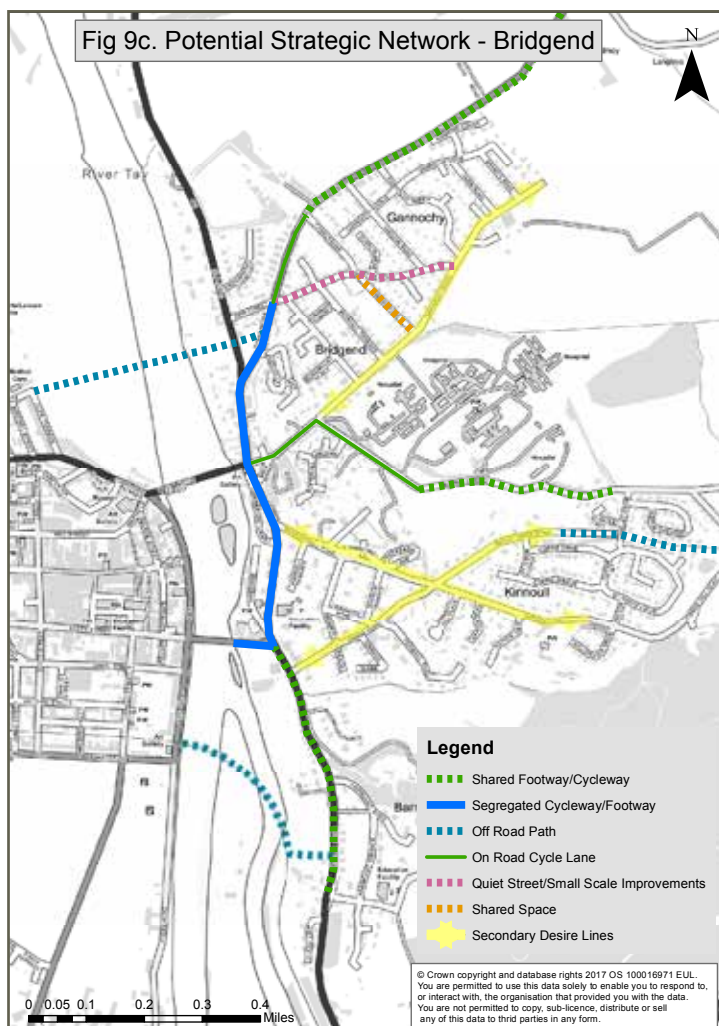 Fig 9c. Potential Strategic Network - Bridgend
N
River Tay
Gannochy
Bridgend
Hospital
Kinnoull
Legend
Shared Footway/Cycleway
Segregated Cycleway/Footway
Off Road Path
On Road Cycle Lane
Quiet Street/Small Scale Improvements
Shared Space
Secondary Desire Lines
© Crown copyright and database rights 2017 OS 100016971 EUL.
You are permitted to use this data solely to enable you to respond to,
or interact with, the organisation that provided you with the data.
You are not permitted to copy, sub-licence, distribute or sell
any of this data to thrid parties in any form.
0 0.05 0.1 0.2 0.3 0.4
Miles